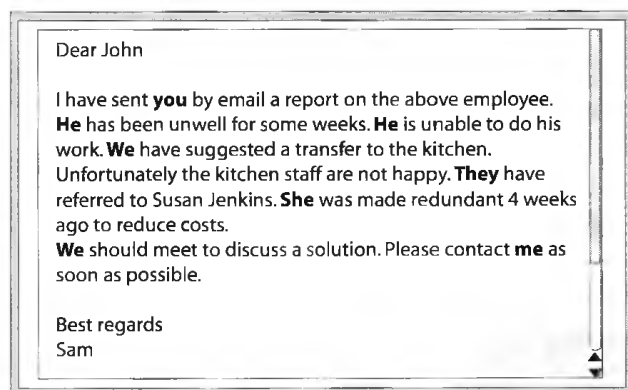 Dear John
I have sent you by email a report on the above employee.
He has been unwell for some weeks. He is unable to do his
work. We have suggested a transfer to the kitchen.
Unfortunately the kitchen staff are not happy. They have
referred to Susan Jenkins. She was made redundant 4 weeks
ago to reduce costs.
We should meet to discuss a solution. Please contact me as
soon as possible.
Best regards
Sam